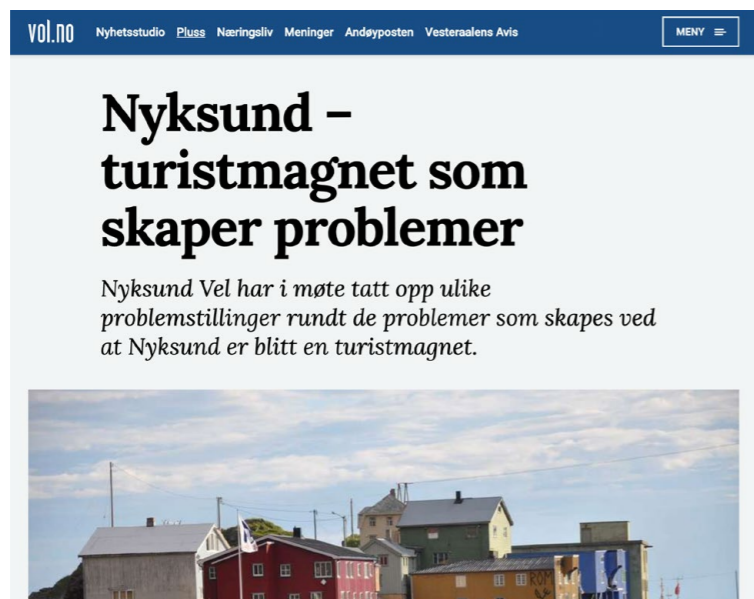 vol.no
Nyhetsstudio Pluss Næringsliv Meninger Andøyposten Vesteraalens Avis
MENY
Nyksund –
turistmagnet som
skaper problemer
Nyksund Vel har i møte tatt opp ulike
problemstillinger rundt de problemer som skapes ved
at Nyksund er blitt en turistmagnet.
ROM